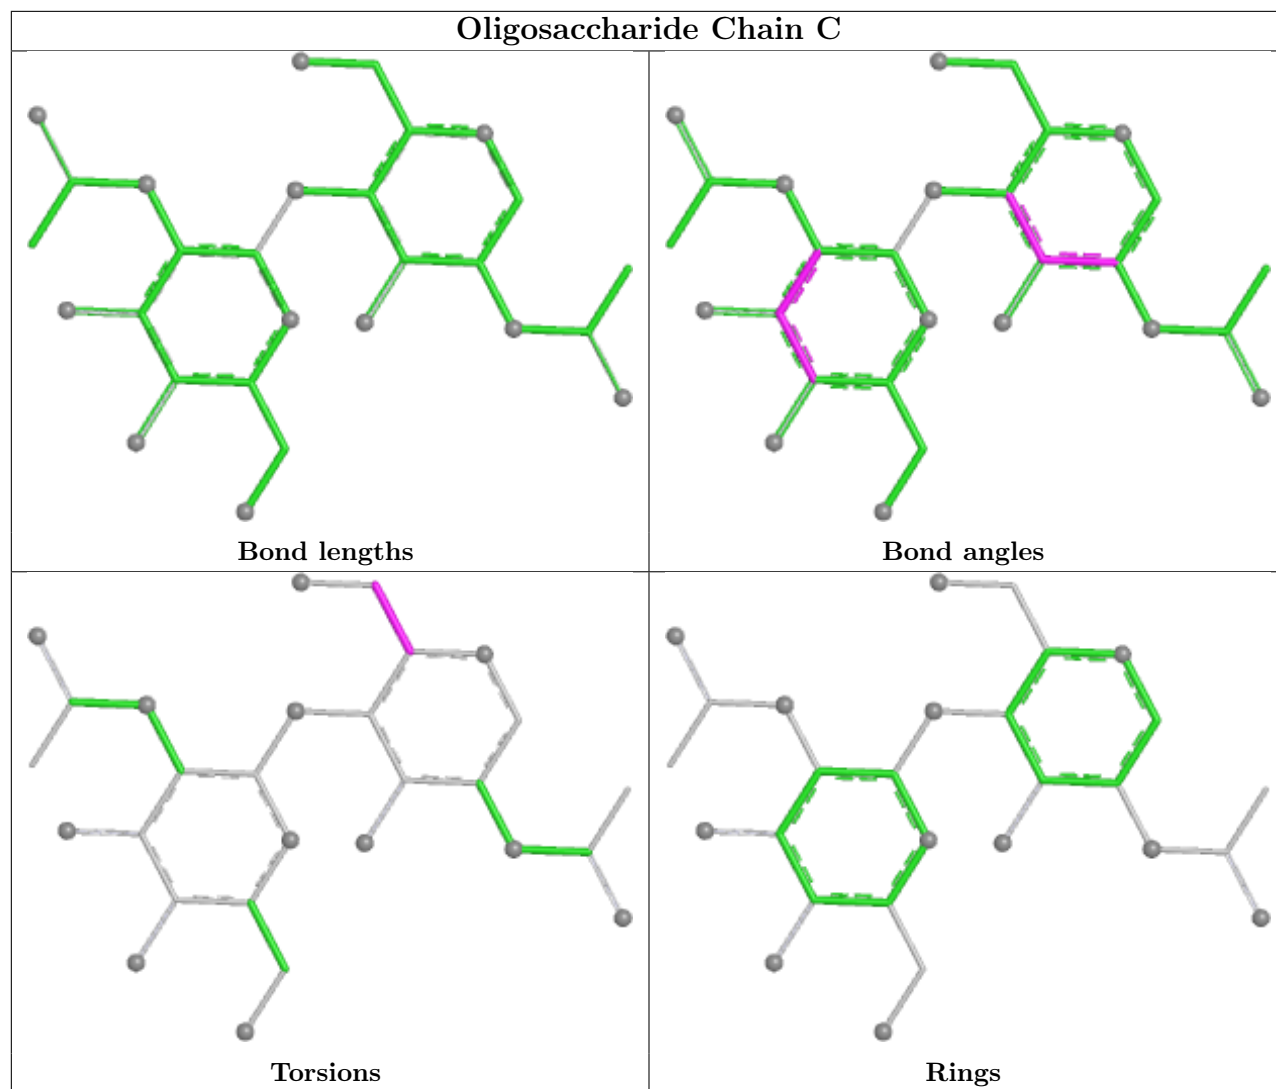 Oligosaccharide Chain C
Bond lengths
Bond angles
Torsions
Rings